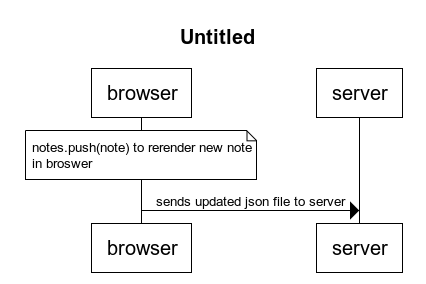 Untitled
browser
server
notes.push(note) to rerender new note
in broswer
sends updated json file to server
browser
server